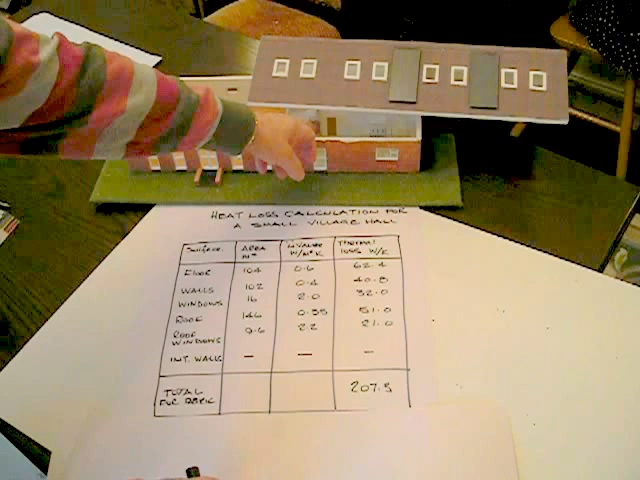 HEAT LOSS CALCULATION FOR
A SMALL VILLAGE HALL
Surface AREA M² U VALUE W/M²K THERMAL LOSS W/K
FLOOR 104 0.6 62.4
WALLS 102 0.4 40.8
WINDOWS 16 2.0 32.0
ROOF 146 0.35 51.0
ROOF WINDOWS 9.6 2.2 21.0
INT. WALLS — — —
TOTAL FOR FABRIC 207.3